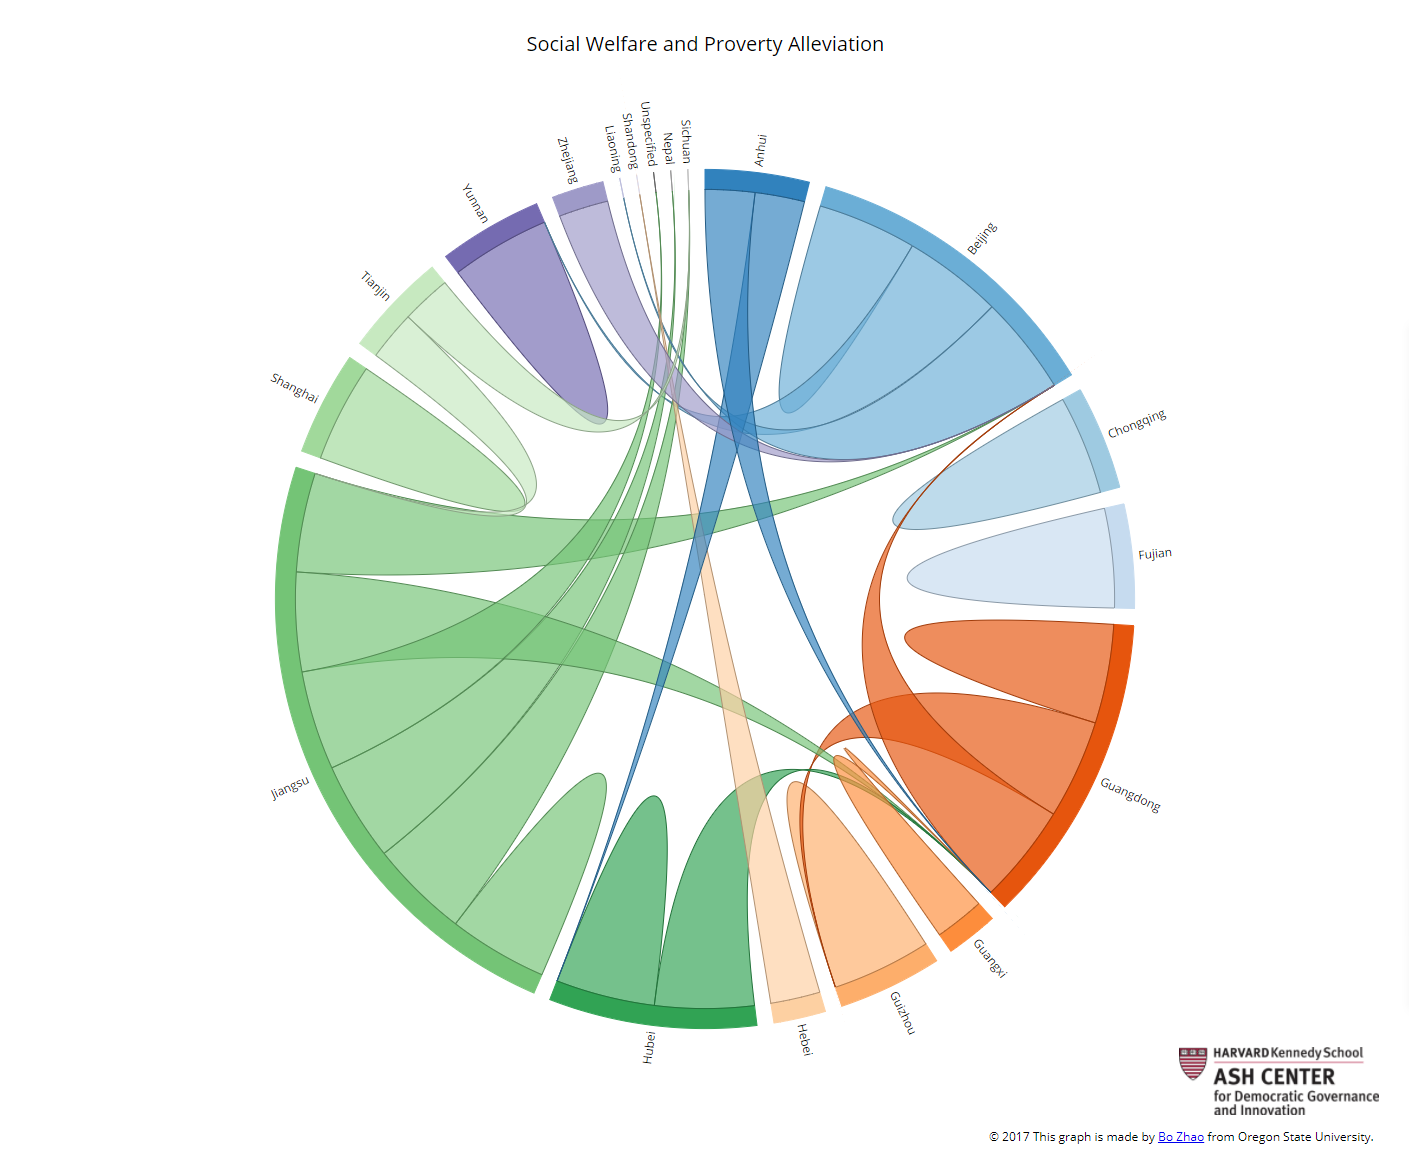 Social Welfare and Proverty Alleviation
Anhui
Beijing
Chongqing
Fujian
Guangdong
Guangxi
Guizhou
Hebei
Hubei
Jiangsu
Shanghai
Tianjin
Yunnan
Zhejiang
Liaoning
Shandong
Unspecified
Nepal
Sichuan
HARVARD Kennedy School
ASH CENTER
for Democratic Governance
and Innovation
© 2017 This graph is made by Bo Zhao from Oregon State University.